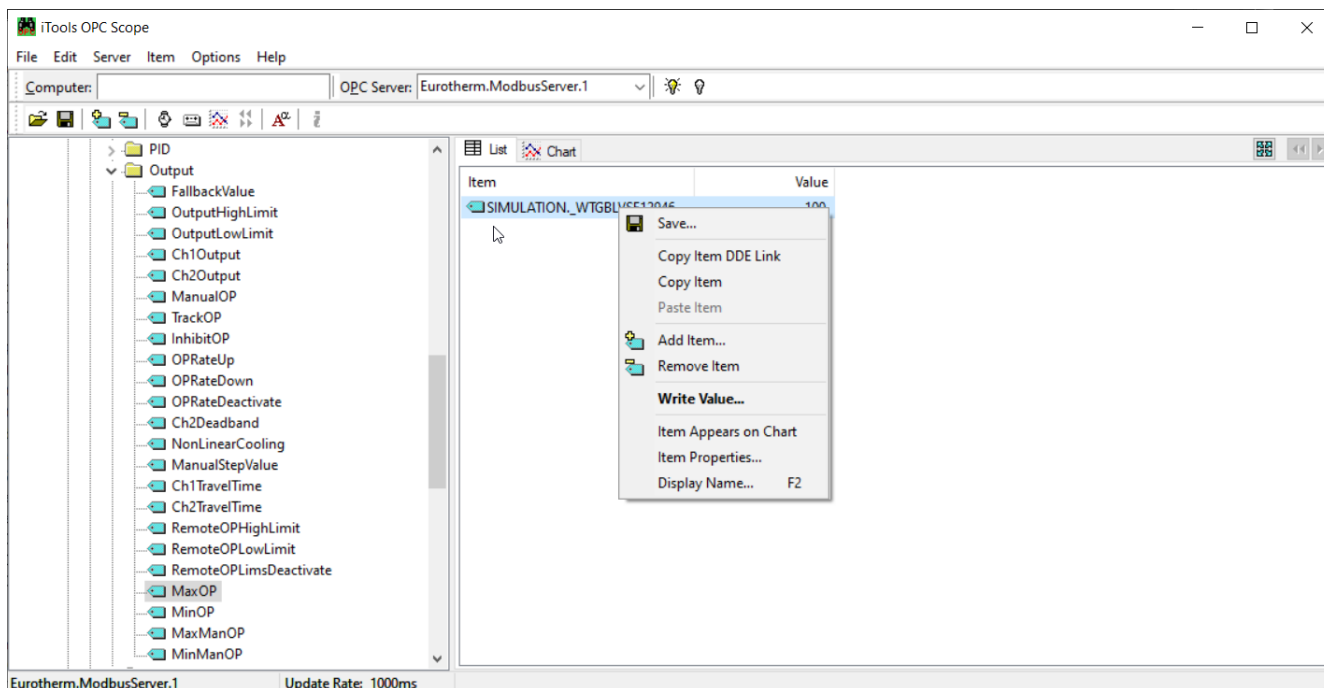 iTools OPC Scope
File Edit Server Item Options Help
Computer: OPC Server: Eurotherm.ModbusServer.1
List Chart
PID
Output
FallbackValue
OutputHighLimit
OutputLowLimit
Ch1Output
Ch2Output
ManualOP
TrackOP
InhibitOP
OPRateUp
OPRateDown
OPRateDeactivate
Ch2Deadband
NonLinearCooling
ManualStepValue
Ch1TravelTime
Ch2TravelTime
RemoteOPHighLimit
RemoteOPLowLimit
RemoteOPLimsDeactivate
MaxOP
MinOP
MaxManOP
MinManOP
Item Value
100
Save...
Copy Item DDE Link
Copy Item
Paste Item
Add Item...
Remove Item
Write Value...
Item Appears on Chart
Item Properties...
Display Name... F2
Eurotherm.ModbusServer.1 Update Rate: 1000ms